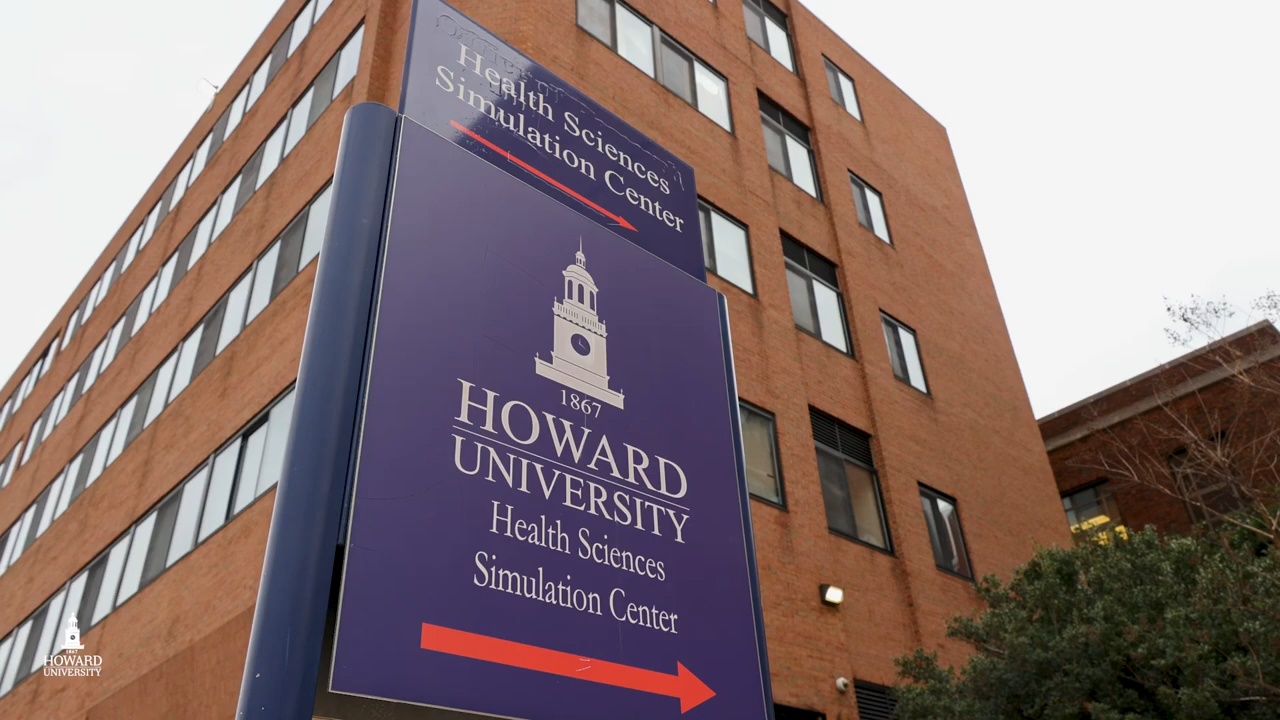 Health Sciences
Simulation Center
1867
HOWARD
UNIVERSITY
Health Sciences
Simulation Center
1867
HOWARD
UNIVERSITY